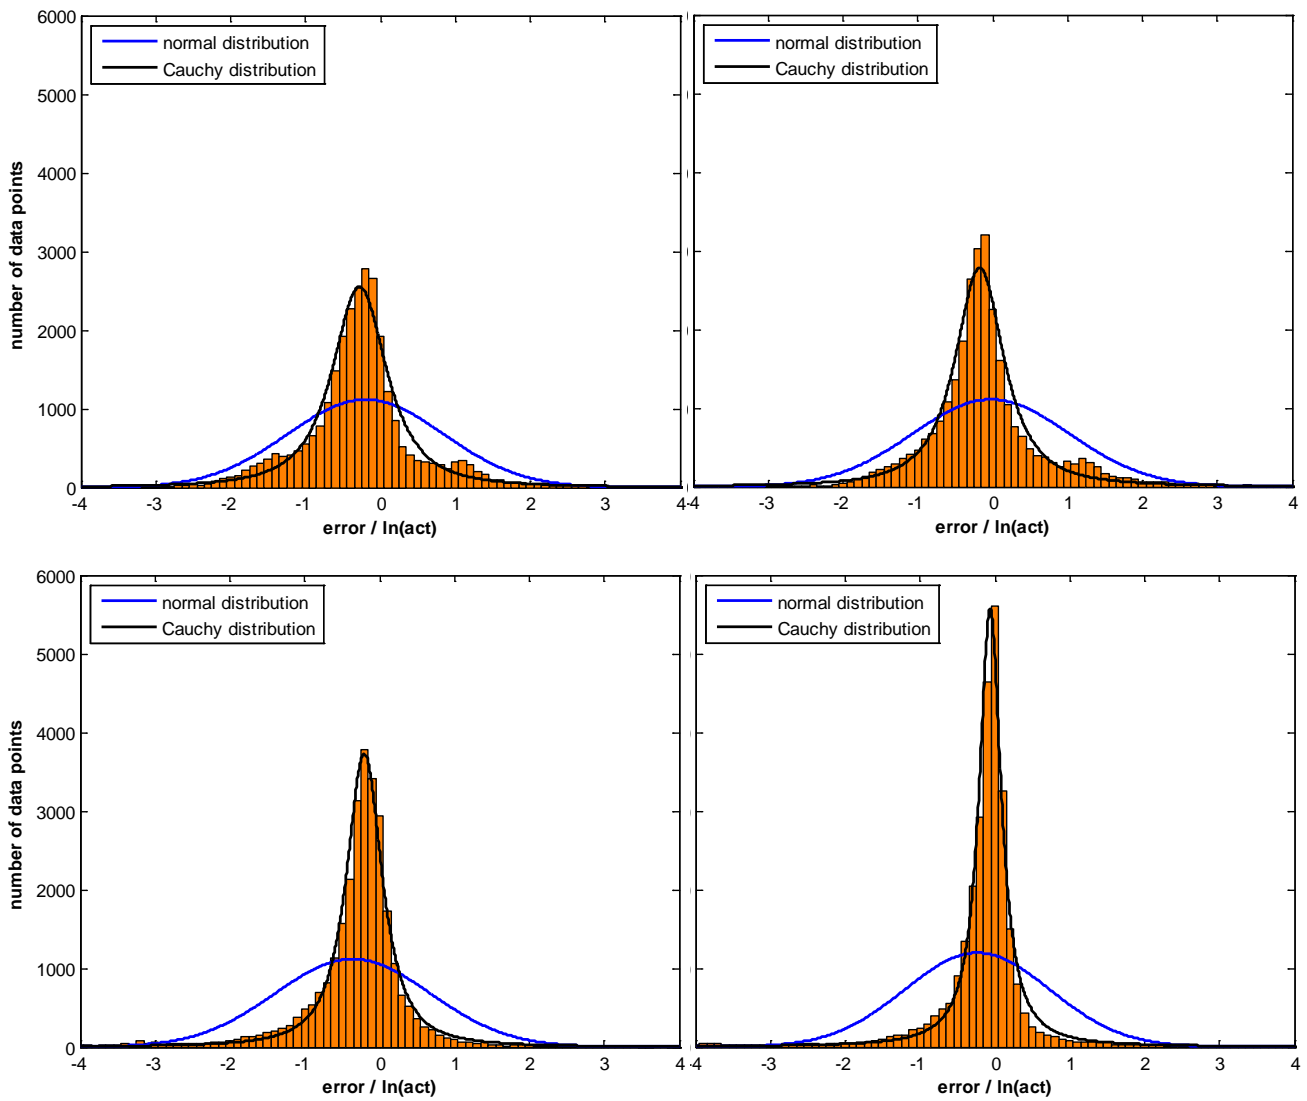 6000
5000
4000
3000
2000
1000
0
number of data points
normal distribution
Cauchy distribution
-4 -3 -2 -1 0 1 2 3 4
error / ln(act)
normal distribution
Cauchy distribution
-4 -3 -2 -1 0 1 2 3 4
error / ln(act)
6000
5000
4000
3000
2000
1000
0
number of data points
normal distribution
Cauchy distribution
-4 -3 -2 -1 0 1 2 3 4
error / ln(act)
normal distribution
Cauchy distribution
-4 -3 -2 -1 0 1 2 3 4
error / ln(act)